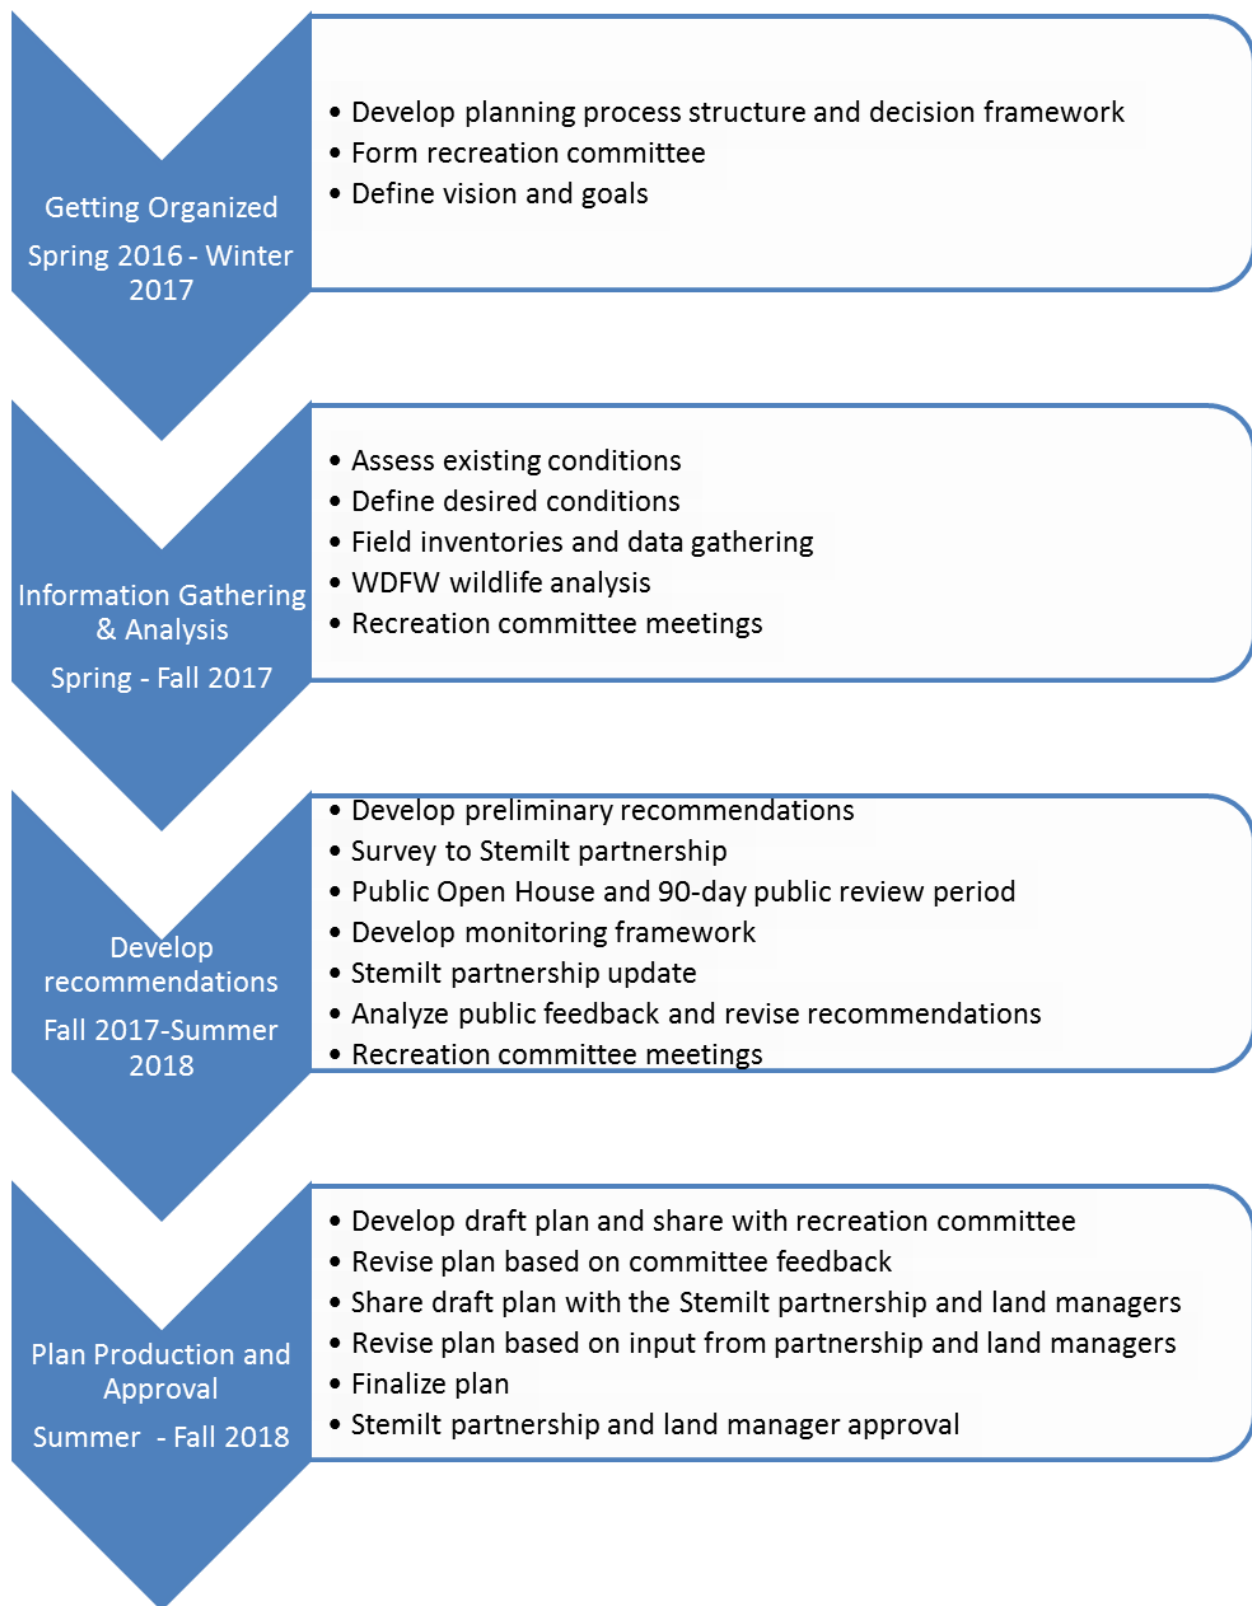 Getting Organized
Spring 2016 - Winter
2017
• Develop planning process structure and decision framework
• Form recreation committee
• Define vision and goals
Information Gathering
& Analysis
Spring - Fall 2017
• Assess existing conditions
• Define desired conditions
• Field inventories and data gathering
• WDFW wildlife analysis
• Recreation committee meetings
Develop
recommendations
Fall 2017-Summer
2018
• Develop preliminary recommendations
• Survey to Stemilt partnership
• Public Open House and 90-day public review period
• Develop monitoring framework
• Stemilt partnership update
• Analyze public feedback and revise recommendations
• Recreation committee meetings
Plan Production and
Approval
Summer  - Fall 2018
• Develop draft plan and share with recreation committee
• Revise plan based on committee feedback
• Share draft plan with the Stemilt partnership and land managers
• Revise plan based on input from partnership and land managers
• Finalize plan
• Stemilt partnership and land manager approval